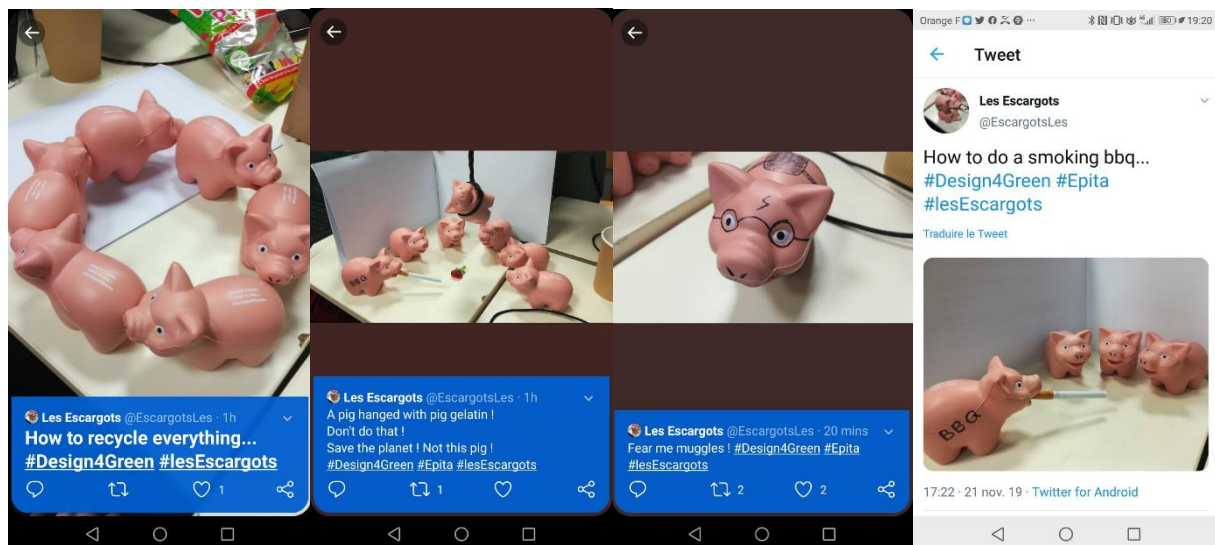 Les Escargots @EscargotsLes · 1h
How to recycle everything...
#Design4Green #lesEscargots
1
Les Escargots @EscargotsLes · 1h
A pig hanged with pig gelatin !
Don't do that !
Save the planet ! Not this pig !
#Design4Green #Epita #lesEscargots
1
BBQ
Les Escargots @EscargotsLes · 20 mins
Fear me muggles ! #Design4Green #Epita
#lesEscargots
2 2
Orange F ... 19:20
Tweet
Les Escargots
@EscargotsLes
How to do a smoking bbq...
#Design4Green #Epita
#lesEscargots
Traduire le Tweet
BBQ
17:22 · 21 nov. 19 · Twitter for Android